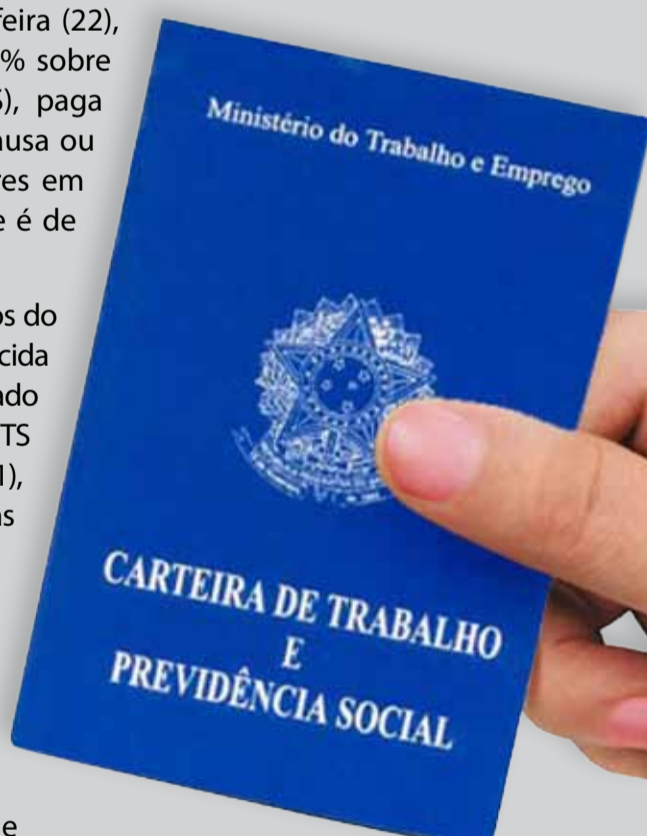 feira (22),
% sobre
), paga
usa ou
res em
e é de
os do
cida
ado
TS
),
as
e
Ministério do Trabalho e Emprego
CARTEIRA DE TRABALHO
E
PREVIDÊNCIA SOCIAL